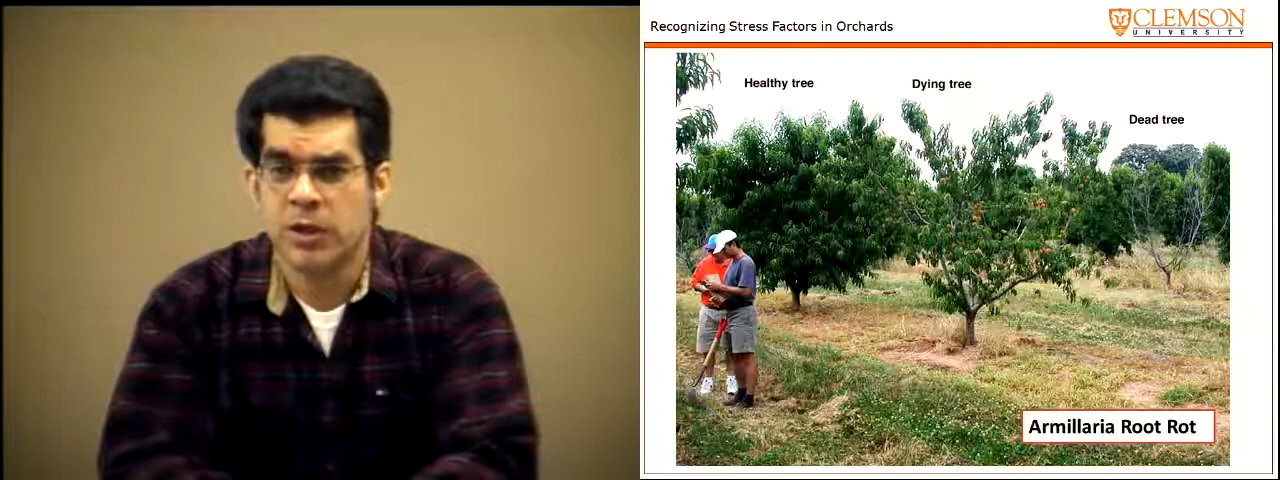 Recognizing Stress Factors in Orchards
CLEMSON
UNIVERSITY
Healthy tree
Dying tree
Dead tree
Armillaria Root Rot